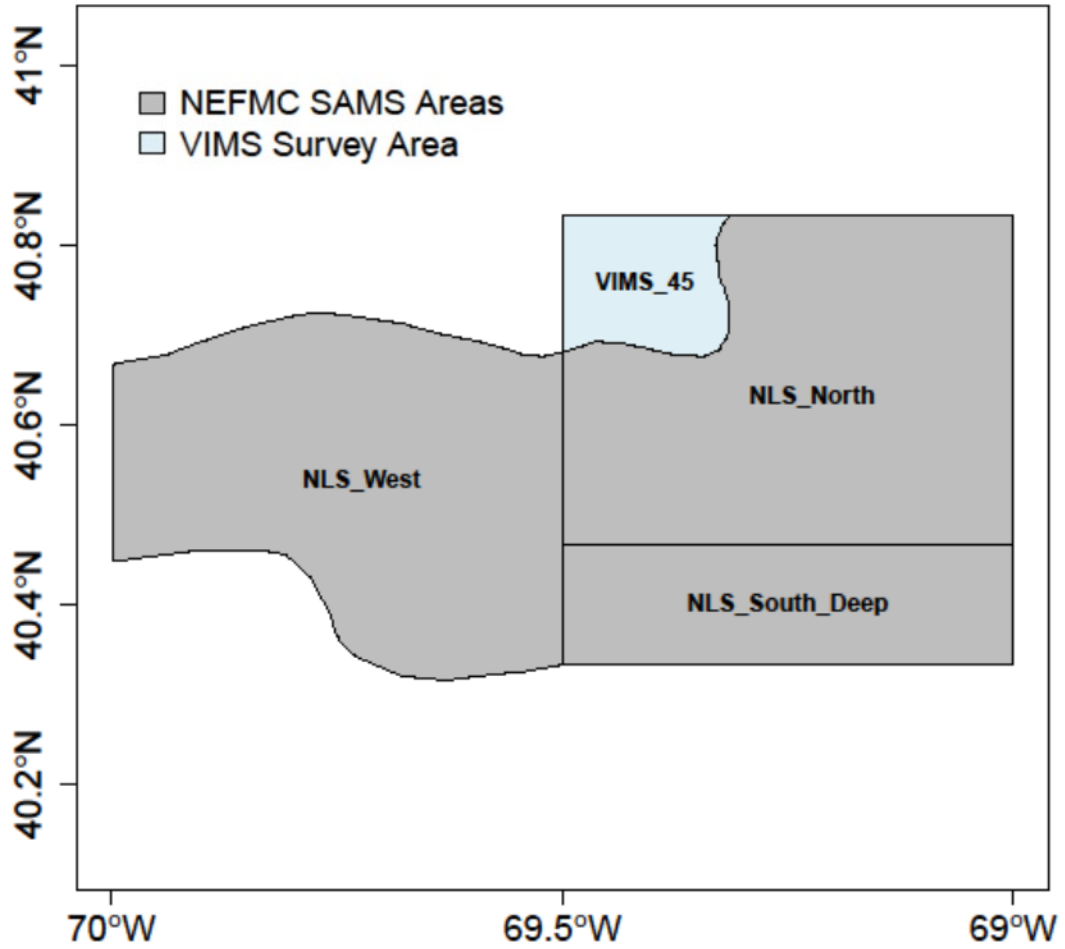 41°N
NEFMC SAMS Areas
VIMS Survey Area
40.8°N
VIMS_45
NLS_North
40.6°N
NLS_West
40.4°N
NLS_South_Deep
40.2°N
70°W 69.5°W 69°W